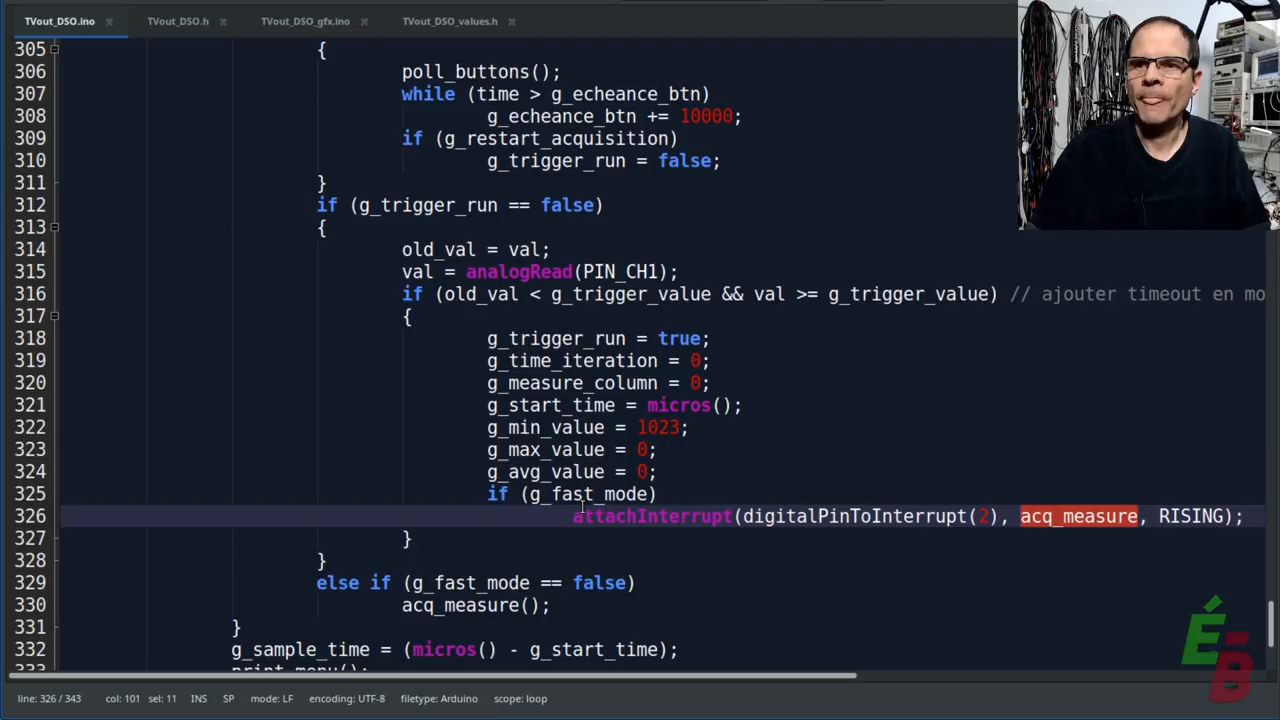 TVout_DSO.ino TVout_DSO.h TVout_DSO_gfx.ino TVout_DSO_values.h
305 {
306 poll_buttons();
307 while (time > g_echeance_btn)
308 g_echeance_btn += 10000;
309 if (g_restart_acquisition)
310 g_trigger_run = false;
311 }
312 if (g_trigger_run == false)
313 {
314 old_val = val;
315 val = analogRead(PIN_CH1);
316 if (old_val < g_trigger_value && val >= g_trigger_value) // ajouter timeout en mo
317 {
318 g_trigger_run = true;
319 g_time_iteration = 0;
320 g_measure_column = 0;
321 g_start_time = micros();
322 g_min_value = 1023;
323 g_max_value = 0;
324 g_avg_value = 0;
325 if (g_fast_mode)
326 attachInterrupt(digitalPinToInterrupt(2), acq_measure, RISING);
327 }
328 }
329 else if (g_fast_mode == false)
330 acq_measure();
331 }
332 g_sample_time = (micros() - g_start_time);
333 print_menu();
line: 326 / 343 col: 101 sel: 11 INS SP mode: LF encoding: UTF-8 filetype: Arduino scope: loop
ÉB